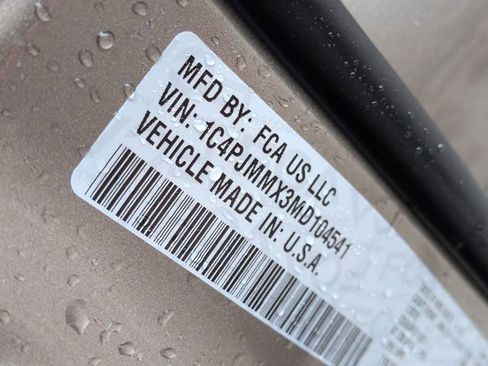 MFD BY: FCA US LLC
VIN: 1C4PJMMX3MD104541
VEHICLE MADE IN: U.S.A.